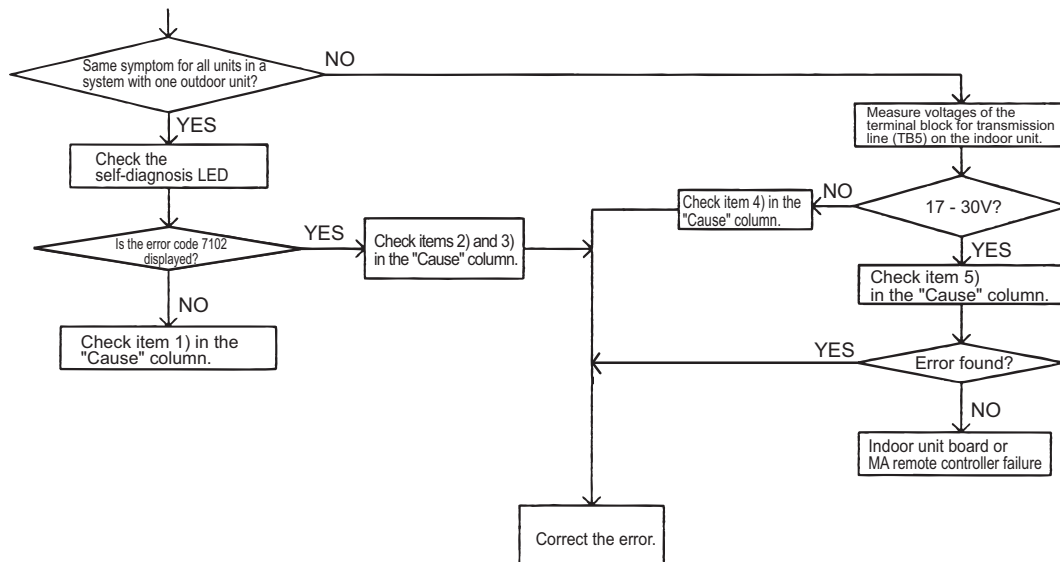 Same symptom for all units in a
system with one outdoor unit?
NO
YES
Measure voltages of the
terminal block for transmission
line (TB5) on the indoor unit.
Check the
self-diagnosis LED
NO
Check item 4) in the
"Cause" column.
17 - 30V?
YES
Is the error code 7102
displayed?
YES
Check items 2) and 3)
in the "Cause" column.
Check item 5)
in the "Cause" column.
NO
Check item 1) in the
"Cause" column.
YES
Error found?
NO
Indoor unit board or
MA remote controller failure
Correct the error.